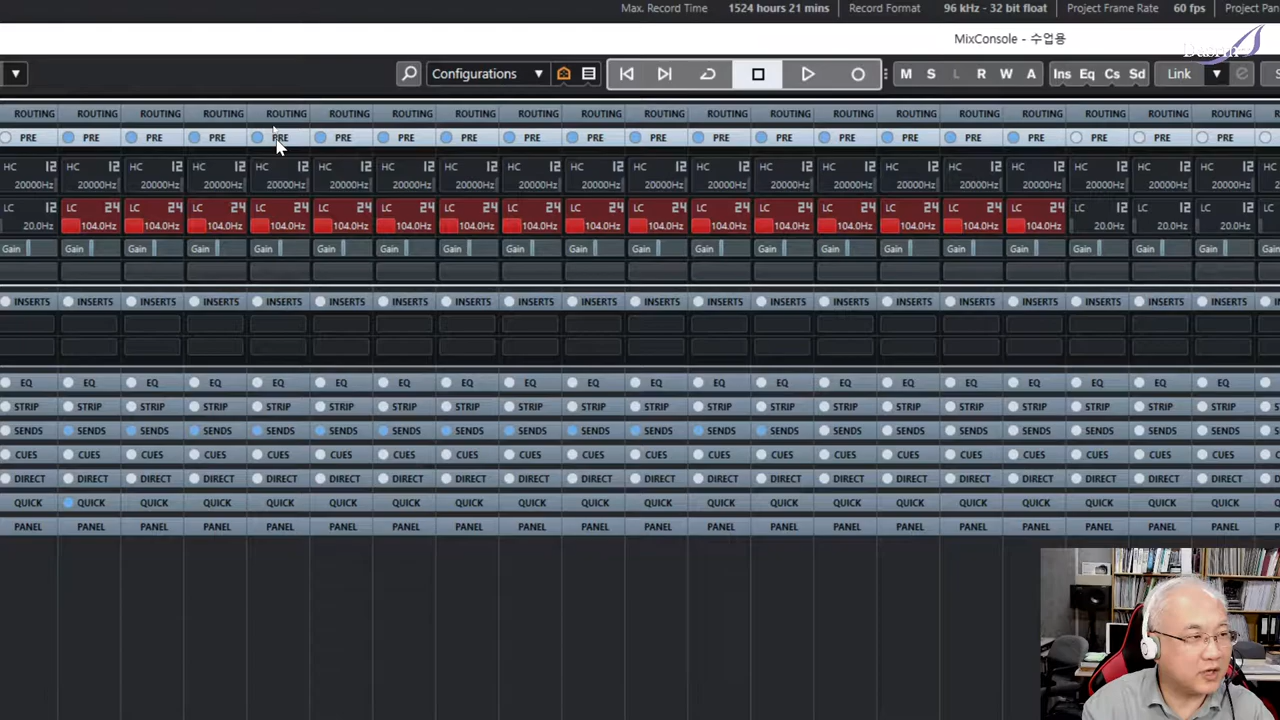 Max. Record Time 1524 hours 21 mins Record Format 96 kHz - 32 bit float Project Frame Rate 60 fps Project Pan
MixConsole - 수업용
Configurations M S L R W A Ins Eq Cs Sd Link e S
ROUTING ROUTING ROUTING ROUTING ROUTING ROUTING ROUTING ROUTING ROUTING ROUTING ROUTING ROUTING ROUTING ROUTING ROUTING ROUTING ROUTING ROUTING ROUTING ROUTING
PRE PRE PRE PRE PRE PRE PRE PRE PRE PRE PRE PRE PRE PRE PRE PRE PRE PRE PRE PRE
HC 12 HC 12 HC 12 HC 12 HC 12 HC 12 HC 12 HC 12 HC 12 HC 12 HC 12 HC 12 HC 12 HC 12 HC 12 HC 12 HC 12 HC 12 HC 12 HC 12 HC
20000Hz 20000Hz 20000Hz 20000Hz 20000Hz 20000Hz 20000Hz 20000Hz 20000Hz 20000Hz 20000Hz 20000Hz 20000Hz 20000Hz 20000Hz 20000Hz 20000Hz 20000Hz 20000Hz 20000Hz
LC 12 LC 24 LC 24 LC 24 LC 24 LC 24 LC 24 LC 24 LC 24 LC 24 LC 24 LC 24 LC 24 LC 24 LC 24 LC 24 LC 24 LC 12 LC 12 LC 12 LC
20.0Hz 104.0Hz 104.0Hz 104.0Hz 104.0Hz 104.0Hz 104.0Hz 104.0Hz 104.0Hz 104.0Hz 104.0Hz 104.0Hz 104.0Hz 104.0Hz 104.0Hz 104.0Hz 104.0Hz 20.0Hz 20.0Hz 20.0Hz
Gain Gain Gain Gain Gain Gain Gain Gain Gain Gain Gain Gain Gain Gain Gain Gain Gain Gain Gain Gain Gain
INSERTS INSERTS INSERTS INSERTS INSERTS INSERTS INSERTS INSERTS INSERTS INSERTS INSERTS INSERTS INSERTS INSERTS INSERTS INSERTS INSERTS INSERTS INSERTS INSERTS IN
EQ EQ EQ EQ EQ EQ EQ EQ EQ EQ EQ EQ EQ EQ EQ EQ EQ EQ EQ EQ
STRIP STRIP STRIP STRIP STRIP STRIP STRIP STRIP STRIP STRIP STRIP STRIP STRIP STRIP STRIP STRIP STRIP STRIP STRIP STRIP S
SENDS SENDS SENDS SENDS SENDS SENDS SENDS SENDS SENDS SENDS SENDS SENDS SENDS SENDS SENDS SENDS SENDS SENDS SENDS SENDS S
CUES CUES CUES CUES CUES CUES CUES CUES CUES CUES CUES CUES CUES CUES CUES CUES CUES CUES CUES CUES C
DIRECT DIRECT DIRECT DIRECT DIRECT DIRECT DIRECT DIRECT DIRECT DIRECT DIRECT DIRECT DIRECT DIRECT DIRECT DIRECT DIRECT DIRECT DIRECT DIRECT D
QUICK QUICK QUICK QUICK QUICK QUICK QUICK QUICK QUICK QUICK QUICK QUICK QUICK QUICK QUICK QUICK QUICK QUICK QUICK QUICK
PANEL PANEL PANEL PANEL PANEL PANEL PANEL PANEL PANEL PANEL PANEL PANEL PANEL PANEL PANEL PANEL PANEL PANEL PANEL PANEL